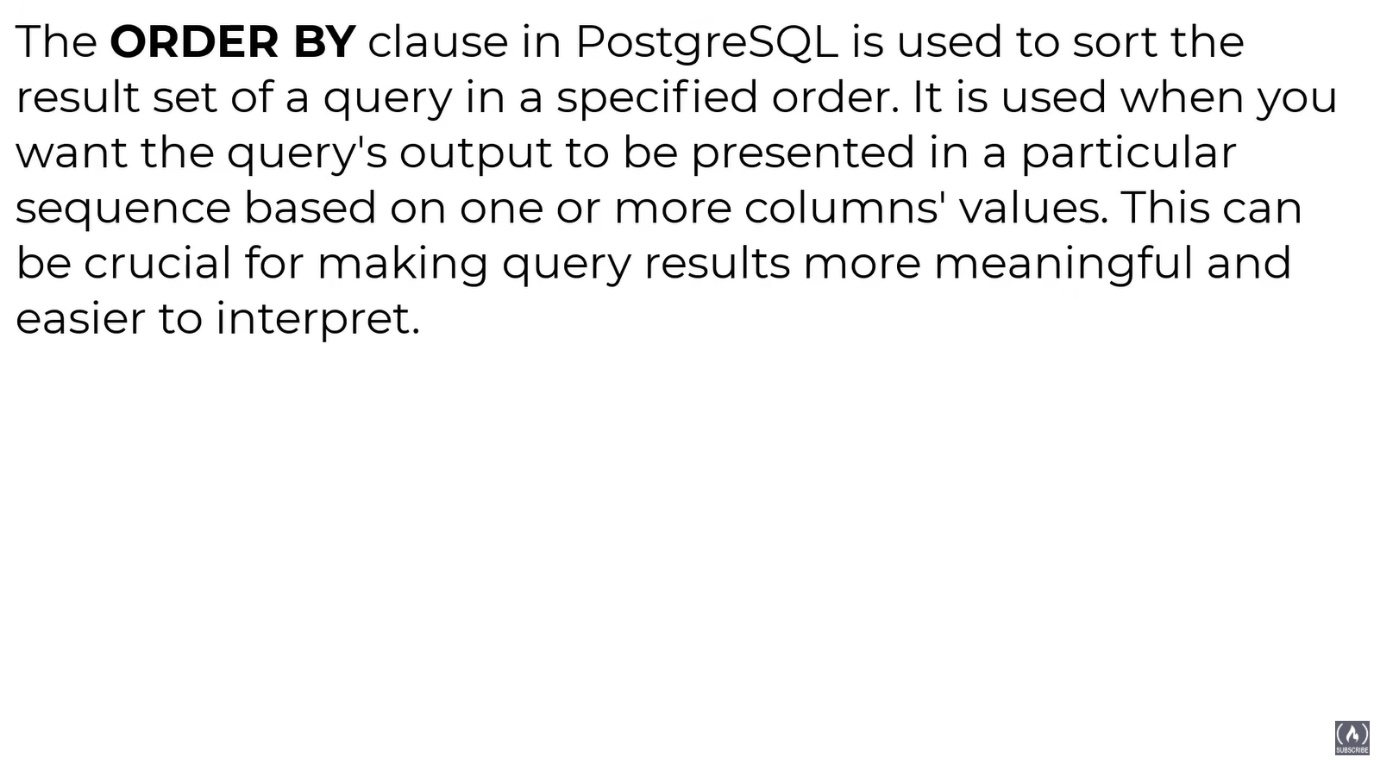 The ORDER BY clause in PostgreSQL is used to sort the
result set of a query in a specified order. It is used when you
want the query's output to be presented in a particular
sequence based on one or more columns' values. This can
be crucial for making query results more meaningful and
easier to interpret.
SUBSCRIBE